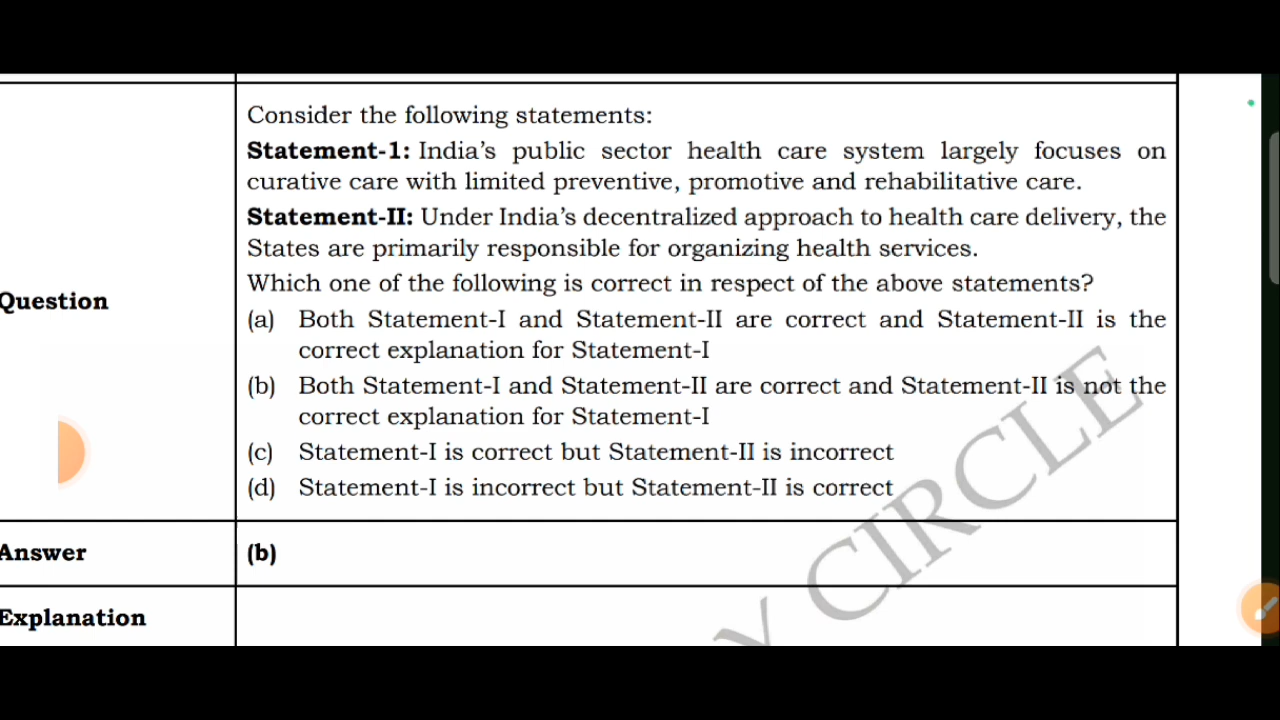 Consider the following statements:
Statement-1: India's public sector health care system largely focuses on
curative care with limited preventive, promotive and rehabilitative care.
Statement-II: Under India's decentralized approach to health care delivery, the
States are primarily responsible for organizing health services.
Which one of the following is correct in respect of the above statements?
Question
(a) Both Statement-I and Statement-II are correct and Statement-II is the
correct explanation for Statement-I
(b) Both Statement-I and Statement-II are correct and Statement-II is not the
correct explanation for Statement-I
(c) Statement-I is correct but Statement-II is incorrect
(d) Statement-I is incorrect but Statement-II is correct
Answer
(b)
Explanation
Y CIRCLE